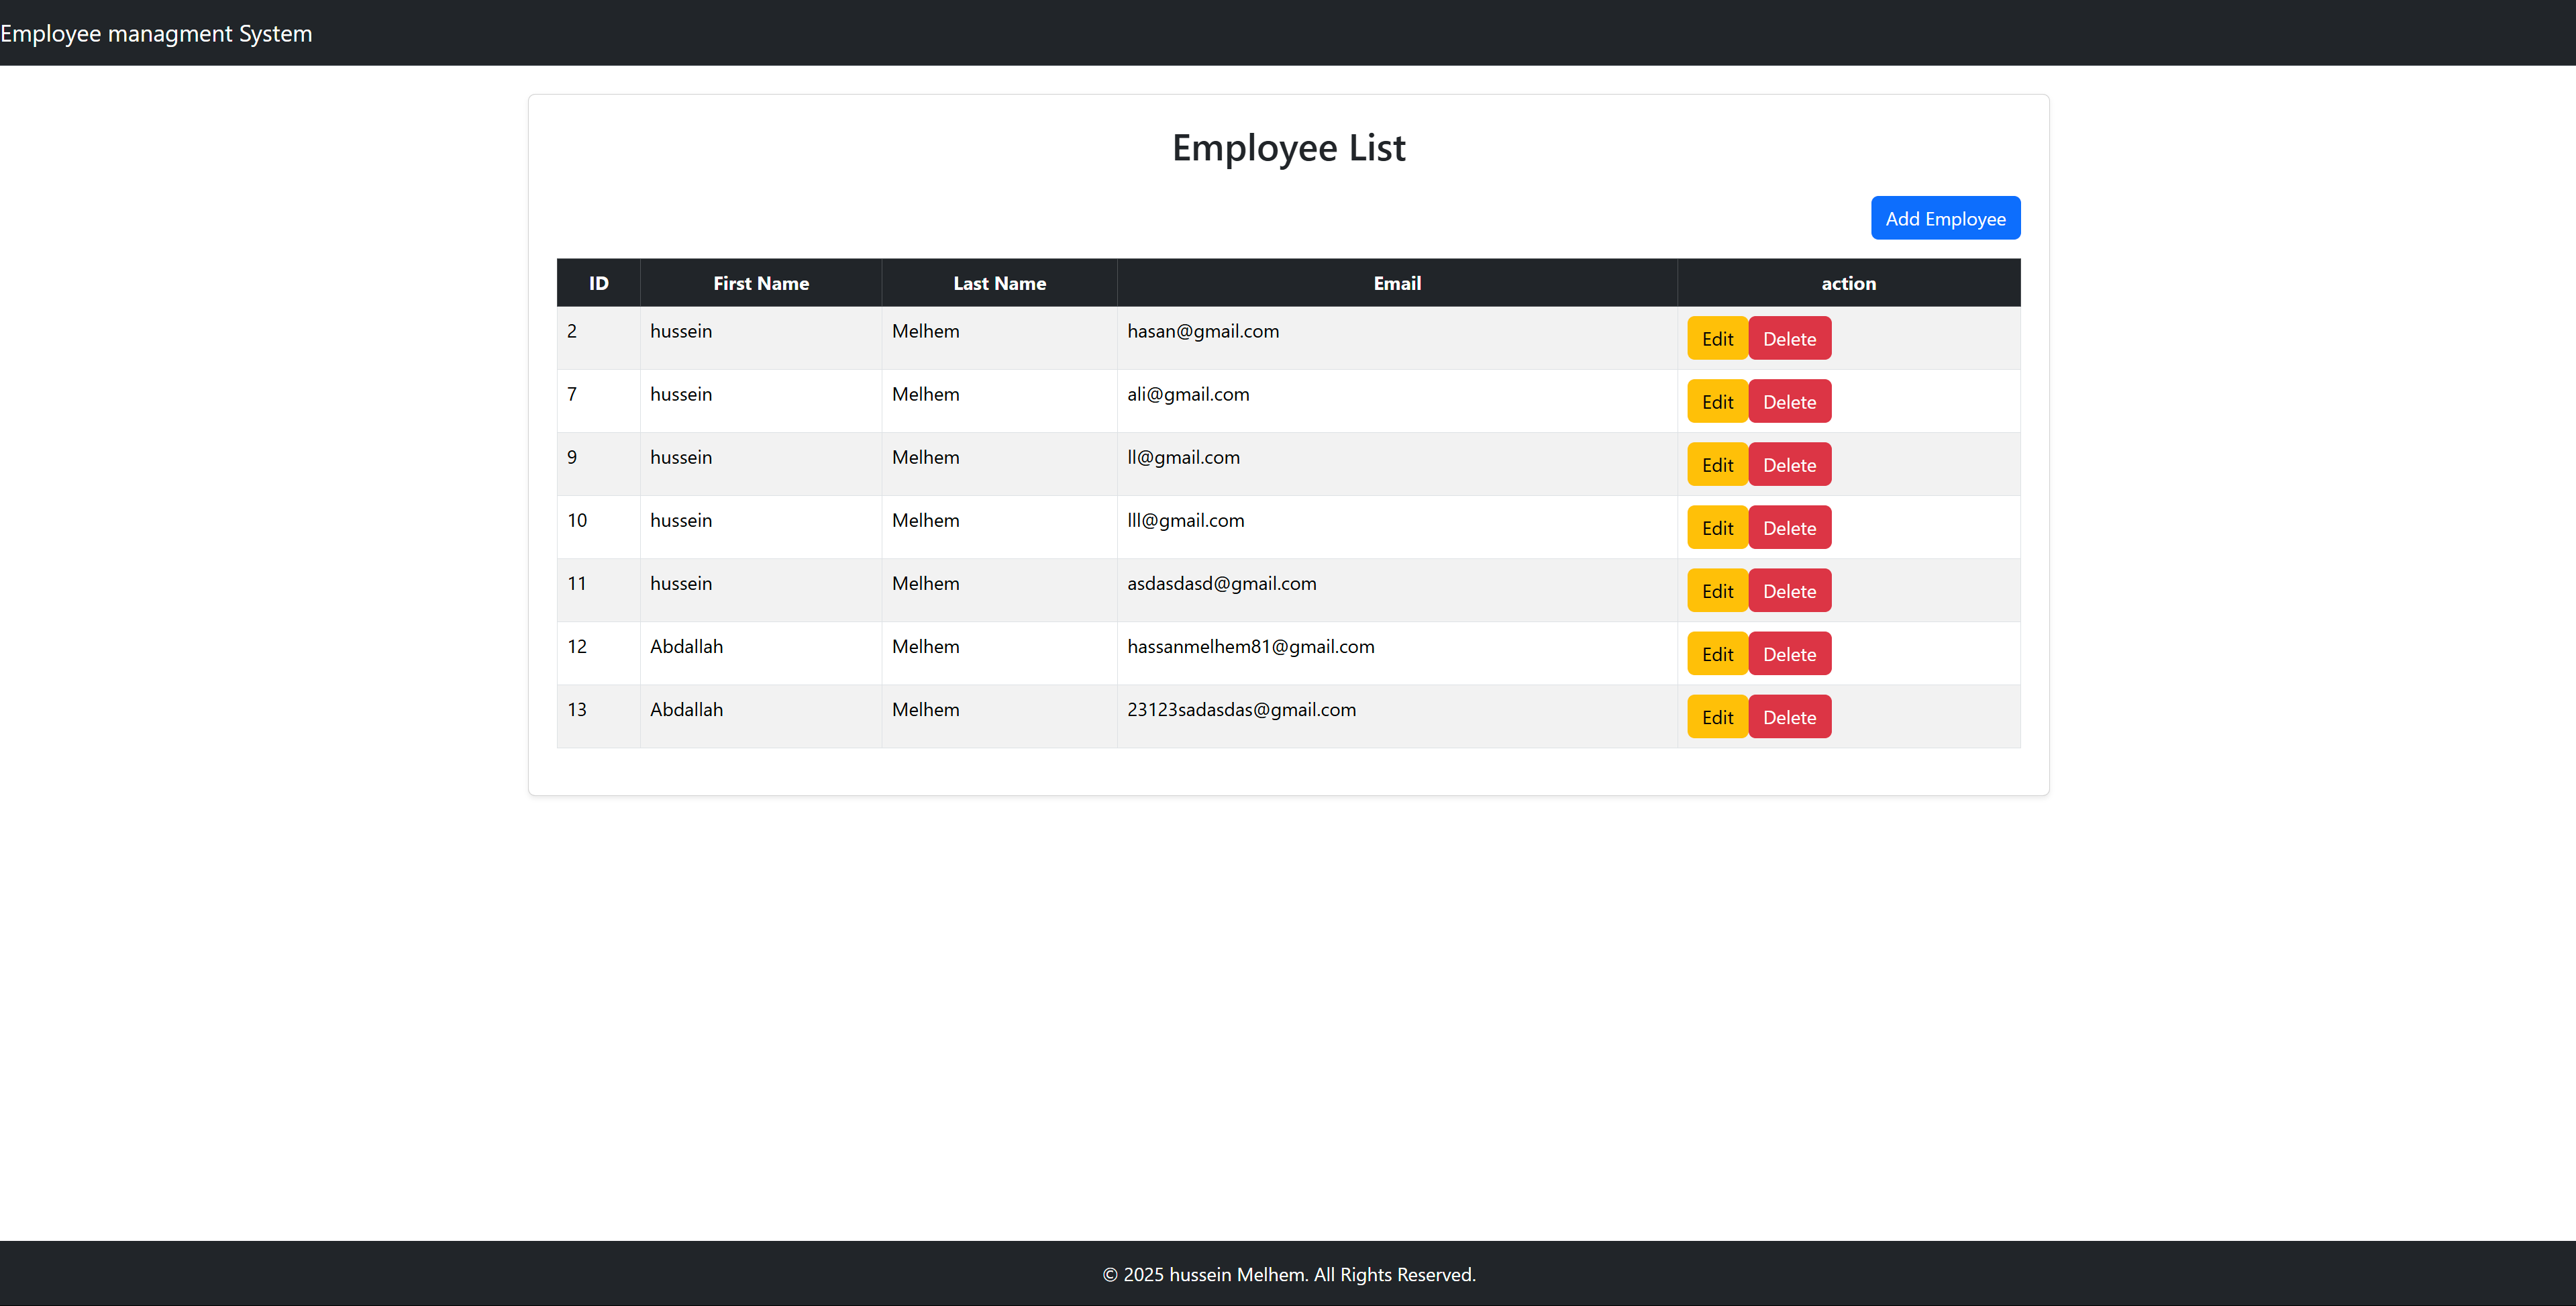 Employee managment System
Employee List
Add Employee
ID First Name Last Name Email action
2 hussein Melhem hasan@gmail.com Edit Delete
7 hussein Melhem ali@gmail.com Edit Delete
9 hussein Melhem ll@gmail.com Edit Delete
10 hussein Melhem lll@gmail.com Edit Delete
11 hussein Melhem asdasdasd@gmail.com Edit Delete
12 Abdallah Melhem hassanmelhem81@gmail.com Edit Delete
13 Abdallah Melhem 23123sadasdas@gmail.com Edit Delete
© 2025 hussein Melhem. All Rights Reserved.